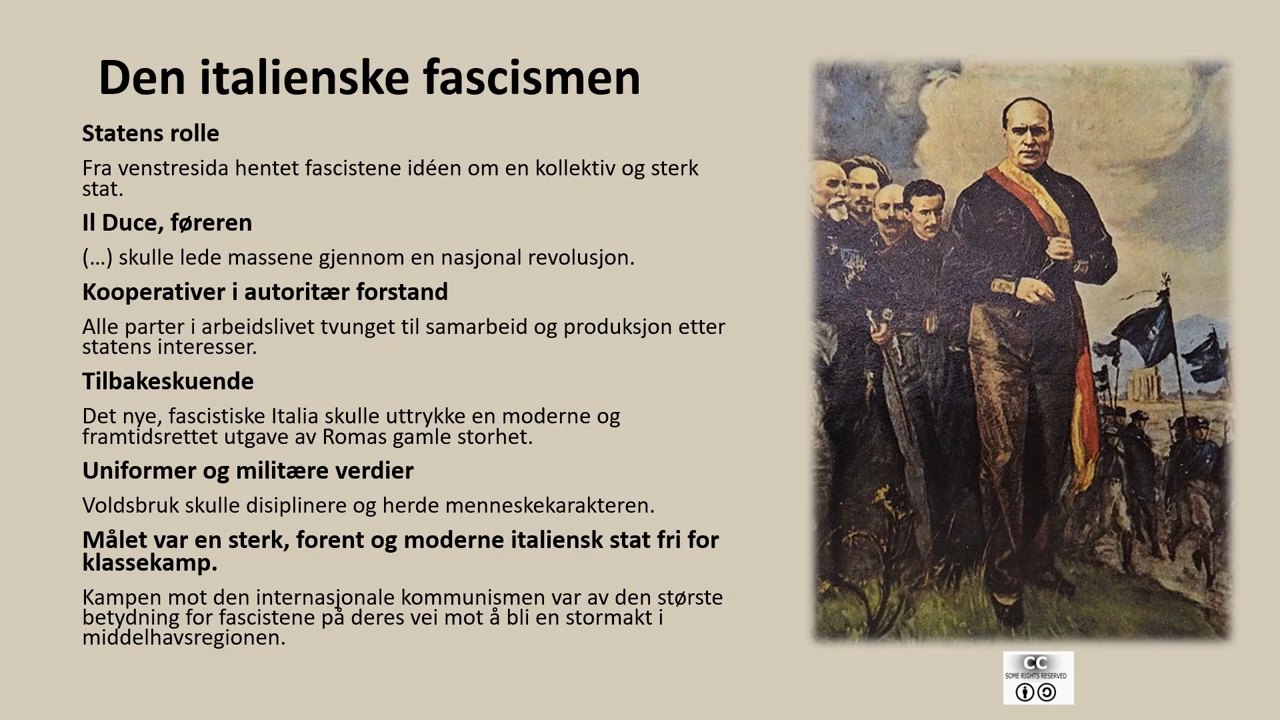 Den italienske fascismen
Statens rolle
Fra venstresida hentet fascistene idéen om en kollektiv og sterk
stat.
Il Duce, føreren
(…) skulle lede massene gjennom en nasjonal revolusjon.
Kooperativer i autoritær forstand
Alle parter i arbeidslivet tvunget til samarbeid og produksjon etter
statens interesser.
Tilbakeskuende
Det nye, fascistiske Italia skulle uttrykke en moderne og
framtidsrettet utgave av Romas gamle storhet.
Uniformer og militære verdier
Voldsbruk skulle disiplinere og herde menneskekarakteren.
Målet var en sterk, forent og moderne italiensk stat fri for
klassekamp.
Kampen mot den internasjonale kommunismen var av den største
betydning for fascistene på deres vei mot å bli en stormakt i
middelhavsregionen.
CC
SOME RIGHTS RESERVED